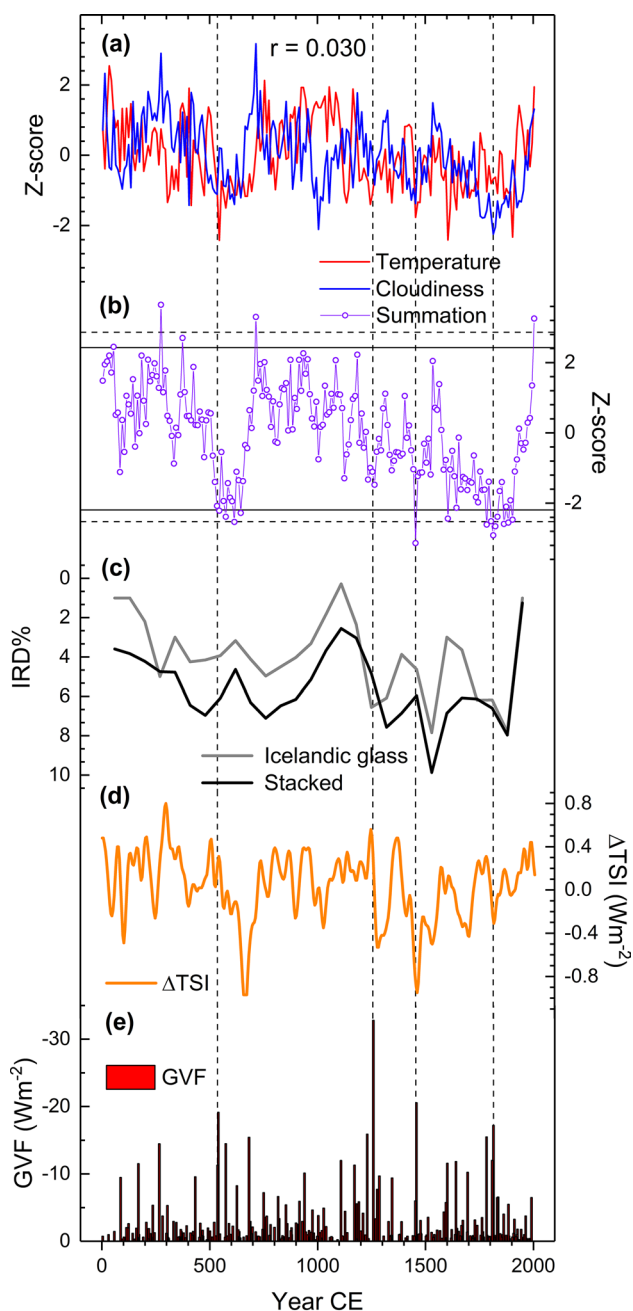 (a)
r = 0.030
2
0
-2
Z-score
Temperature
Cloudiness
Summation
(b)
2
0
-2
Z-score
(c)
0
2
4
6
8
10
IRD%
Icelandic glass
Stacked
(d)
0.8
0.4
0.0
-0.4
-0.8
ΔTSI (Wm-2)
ΔTSI
(e)
-30
-20
-10
0
GVF (Wm-2)
GVF
0 500 1000 1500 2000
Year CE